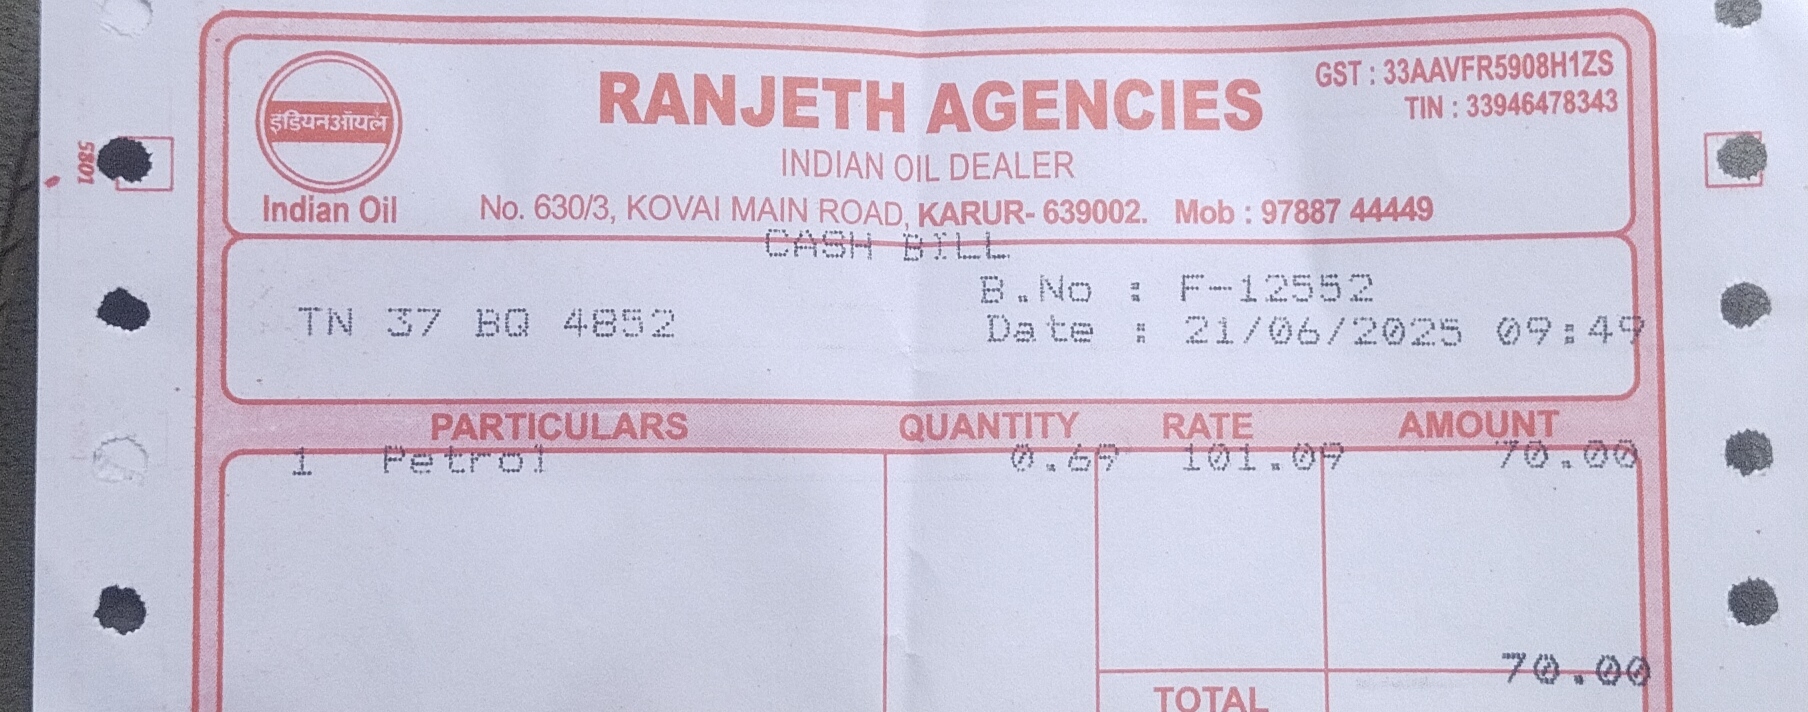 इंडियनऑयल
Indian Oil
RANJETH AGENCIES
GST : 33AAVFR5908H1ZS
TIN : 33946478343
INDIAN OIL DEALER
No. 630/3, KOVAI MAIN ROAD, KARUR- 639002. Mob : 97887 44449
5801
CASH BILL
B.No : F-12552
TN 37 BQ 4852
Date : 21/06/2025 09:49
PARTICULARS QUANTITY RATE AMOUNT
1 Petrol 0.69 101.09 70.00
70.00
TOTAL